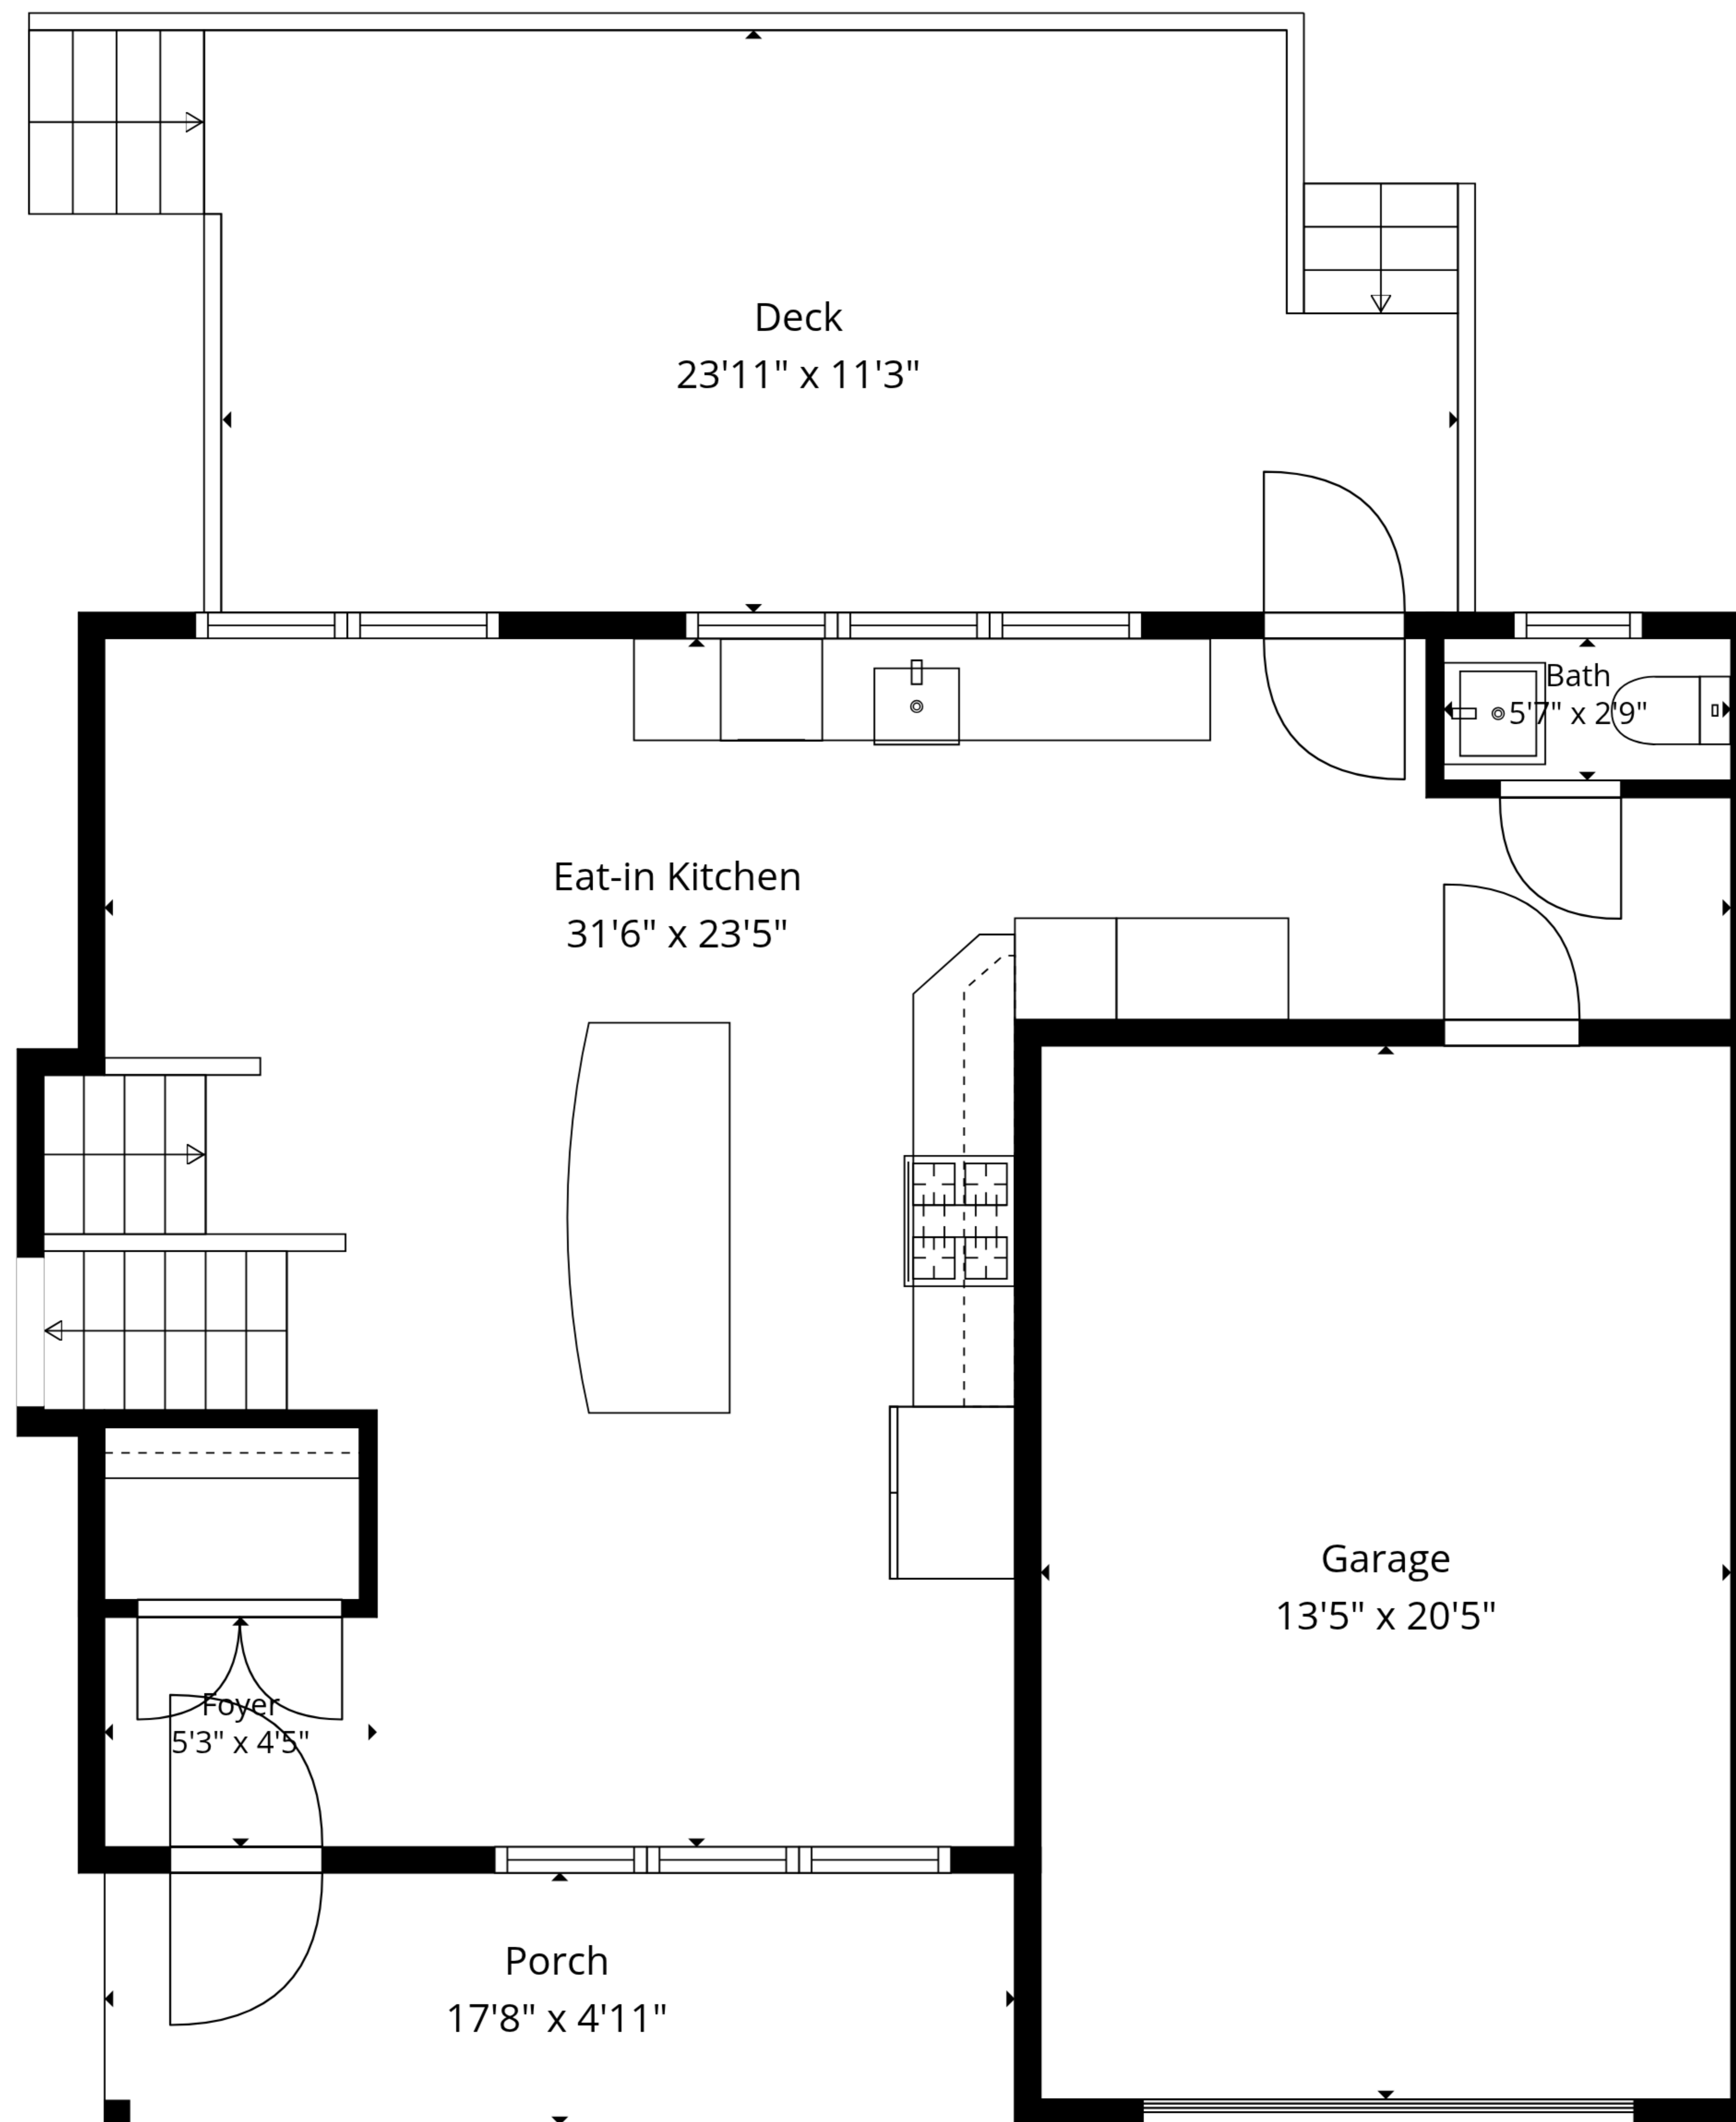 Deck
23'11" x 11'3"
Bath
5'7" x 2'9"
Eat-in Kitchen
31'6" x 23'5"
Garage
13'5" x 20'5"
Foyer
5'3" x 4'5"
Porch
17'8" x 4'11"